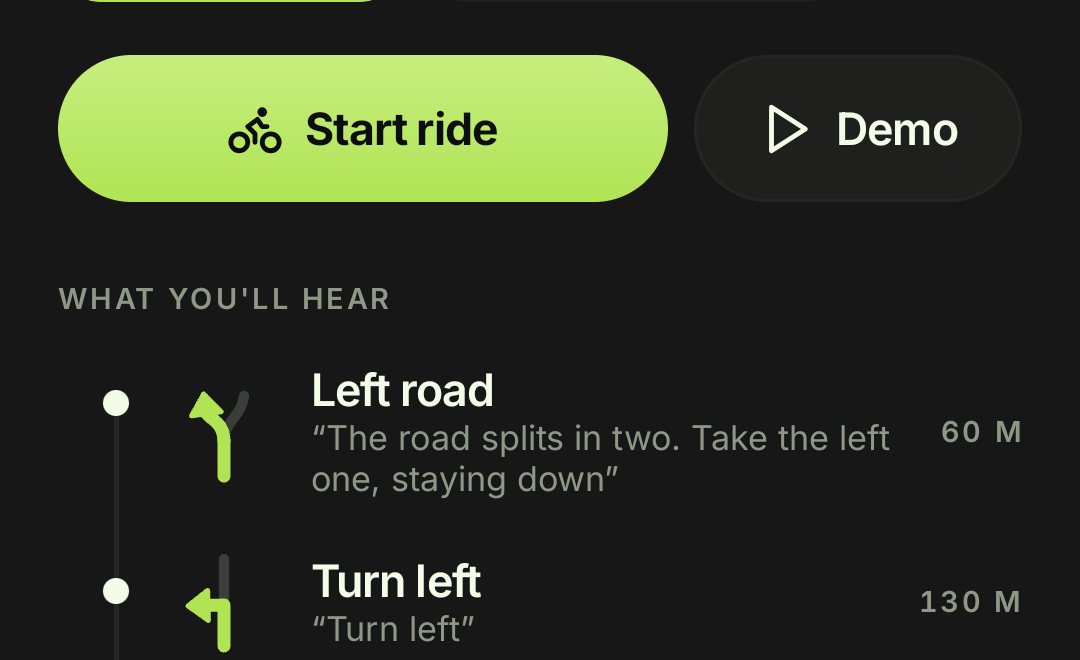 Start ride
Demo
WHAT YOU'LL HEAR
Left road
“The road splits in two. Take the left
one, staying down”
60 M
Turn left
“Turn left”
130 M